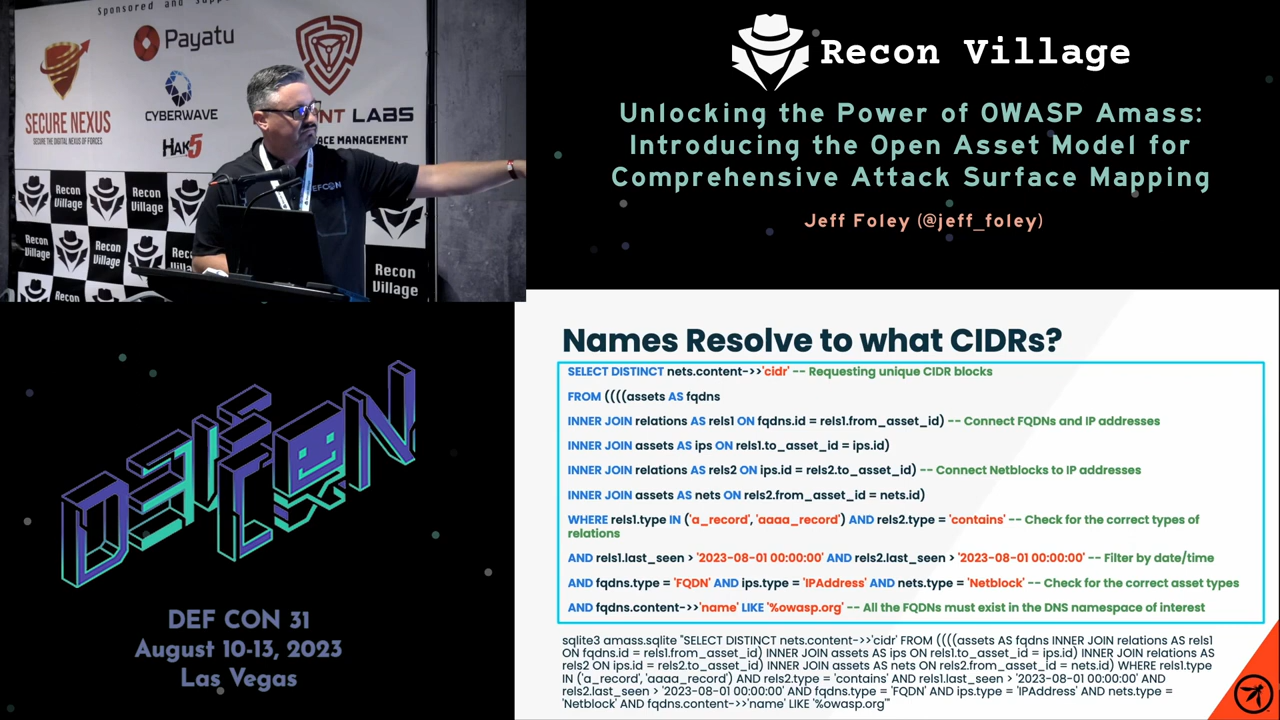 Sponsored and Supp
SECURE NEXUS
SECURE THE DIGITAL NEXUS OF FORCES
Payatu
CYBERWAVE
HAK5
NT LABS
ACE MANAGEMENT
DEFCON
Recon Village
Recon Village
Recon Village
Recon Village
Recon Village
Recon Village
Recon Village
Unlocking the Power of OWASP Amass:
Introducing the Open Asset Model for
Comprehensive Attack Surface Mapping
Jeff Foley (@jeff_foley)
DEFCON
DEF CON 31
August 10-13, 2023
Las Vegas
Names Resolve to what CIDRs?
SELECT DISTINCT nets.content->>'cidr' -- Requesting unique CIDR blocks
FROM ((((assets AS fqdns
INNER JOIN relations AS rels1 ON fqdns.id = rels1.from_asset_id) -- Connect FQDNs and IP addresses
INNER JOIN assets AS ips ON rels1.to_asset_id = ips.id)
INNER JOIN relations AS rels2 ON ips.id = rels2.to_asset_id) -- Connect Netblocks to IP addresses
INNER JOIN assets AS nets ON rels2.from_asset_id = nets.id)
WHERE rels1.type IN ('a_record', 'aaaa_record') AND rels2.type = 'contains' -- Check for the correct types of
relations
AND rels1.last_seen > '2023-08-01 00:00:00' AND rels2.last_seen > '2023-08-01 00:00:00' -- Filter by date/time
AND fqdns.type = 'FQDN' AND ips.type = 'IPAddress' AND nets.type = 'Netblock' -- Check for the correct asset types
AND fqdns.content->>'name' LIKE '%owasp.org' -- All the FQDNs must exist in the DNS namespace of interest
sqlite3 amass.sqlite "SELECT DISTINCT nets.content->>'cidr' FROM ((((assets AS fqdns INNER JOIN relations AS rels1
ON fqdns.id = rels1.from_asset_id) INNER JOIN assets AS ips ON rels1.to_asset_id = ips.id) INNER JOIN relations AS
rels2 ON ips.id = rels2.to_asset_id) INNER JOIN assets AS nets ON rels2.from_asset_id = nets.id) WHERE rels1.type
IN ('a_record', 'aaaa_record') AND rels2.type = 'contains' AND rels1.last_seen > '2023-08-01 00:00:00' AND
rels2.last_seen > '2023-08-01 00:00:00' AND fqdns.type = 'FQDN' AND ips.type = 'IPAddress' AND nets.type =
'Netblock' AND fqdns.content->>'name' LIKE '%owasp.org'"